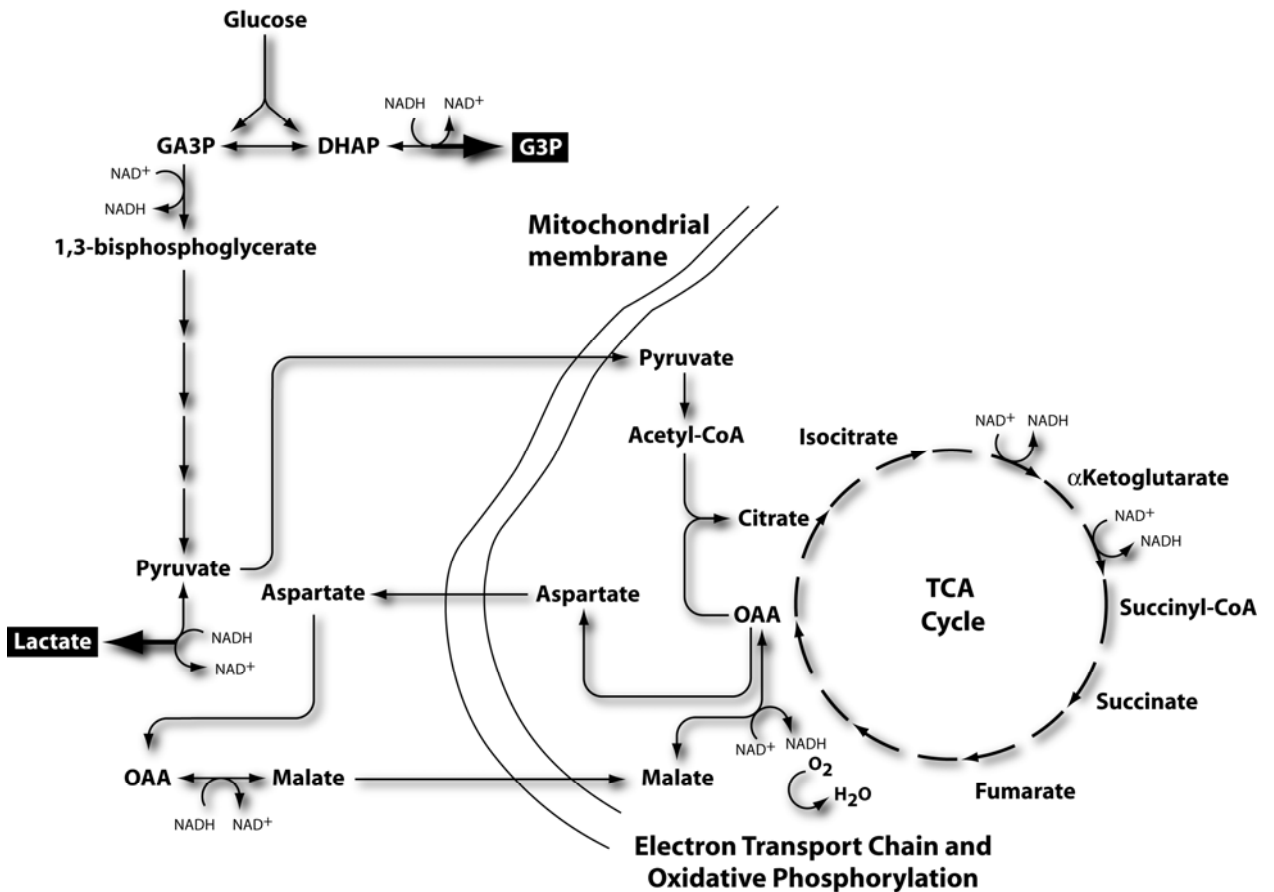 Glucose
NADH NAD+
GA3P DHAP G3P
NAD+
NADH
1,3-bisphosphoglycerate
Mitochondrial
membrane
Pyruvate
Acetyl-CoA
Isocitrate
NAD+ NADH
αKetoglutarate
Citrate
NAD+
NADH
Pyruvate
Aspartate
Aspartate
OAA
TCA
Cycle
Succinyl-CoA
Lactate
NADH
NAD+
Succinate
NAD+ NADH
OAA Malate
Malate
O2
H2O
Fumarate
NADH NAD+
Electron Transport Chain and
Oxidative Phosphorylation